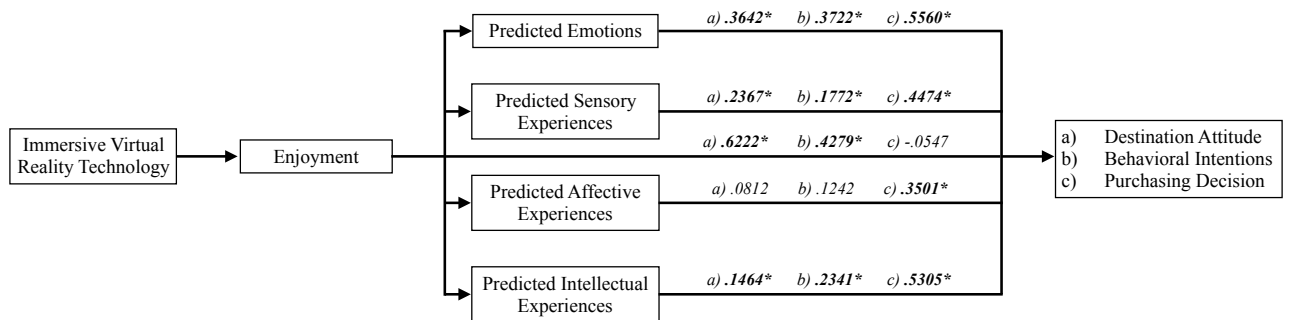 Predicted Emotions
a) .3642* b) .3722* c) .5560*
Predicted Sensory
Experiences
a) .2367* b) .1772* c) .4474*
Immersive Virtual
Reality Technology
Enjoyment
a) .6222* b) .4279* c) -.0547
a) Destination Attitude
b) Behavioral Intentions
c) Purchasing Decision
Predicted Affective
Experiences
a) .0812 b) .1242 c) .3501*
Predicted Intellectual
Experiences
a) .1464* b) .2341* c) .5305*